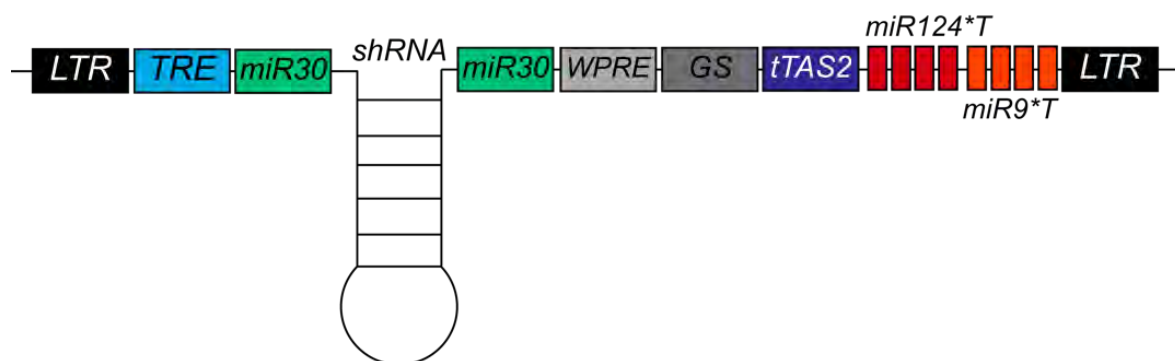 LTR
TRE
miR30
shRNA
miR30
WPRE
GS
tTAS2
miR124*T
miR9*T
LTR